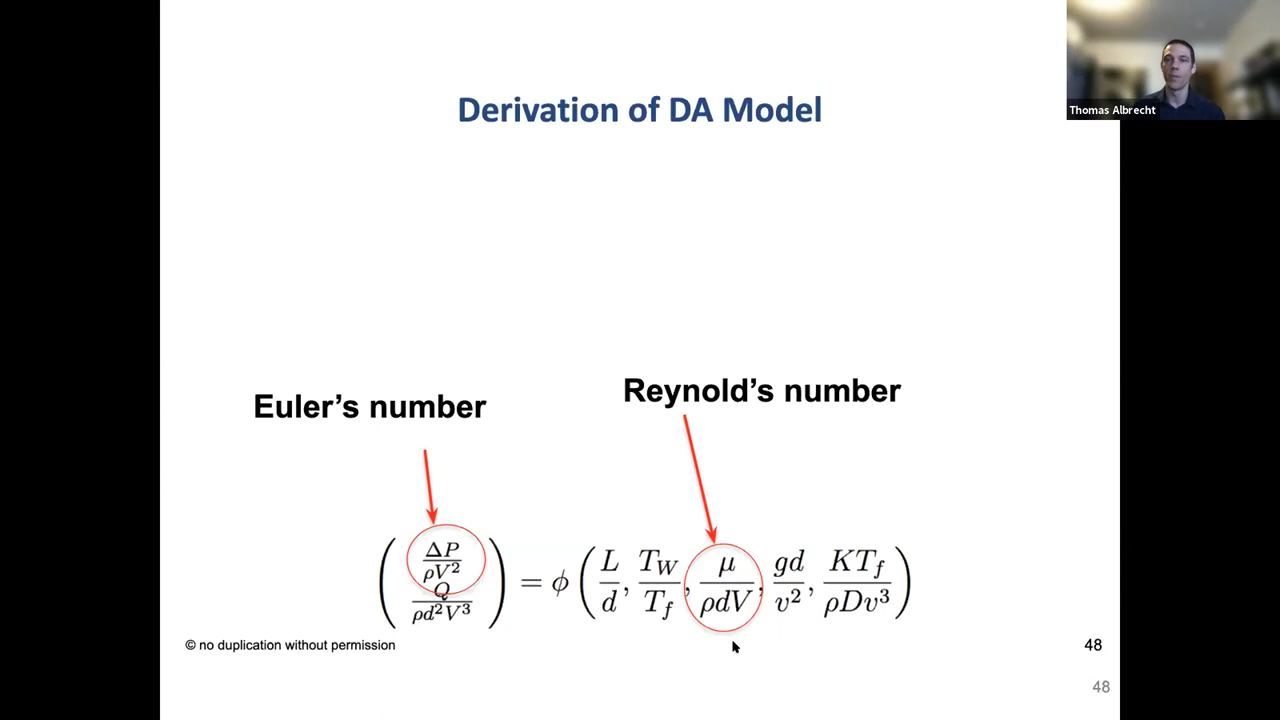 Thomas Albrecht
Derivation of DA Model
Euler's number
Reynold's number
( ΔP/ρV² Q/ρd²V³ ) = ϕ ( L/d, T_W/T_f, μ/ρdV, gd/v², KT_f/ρDv³ )
© no duplication without permission
48
48